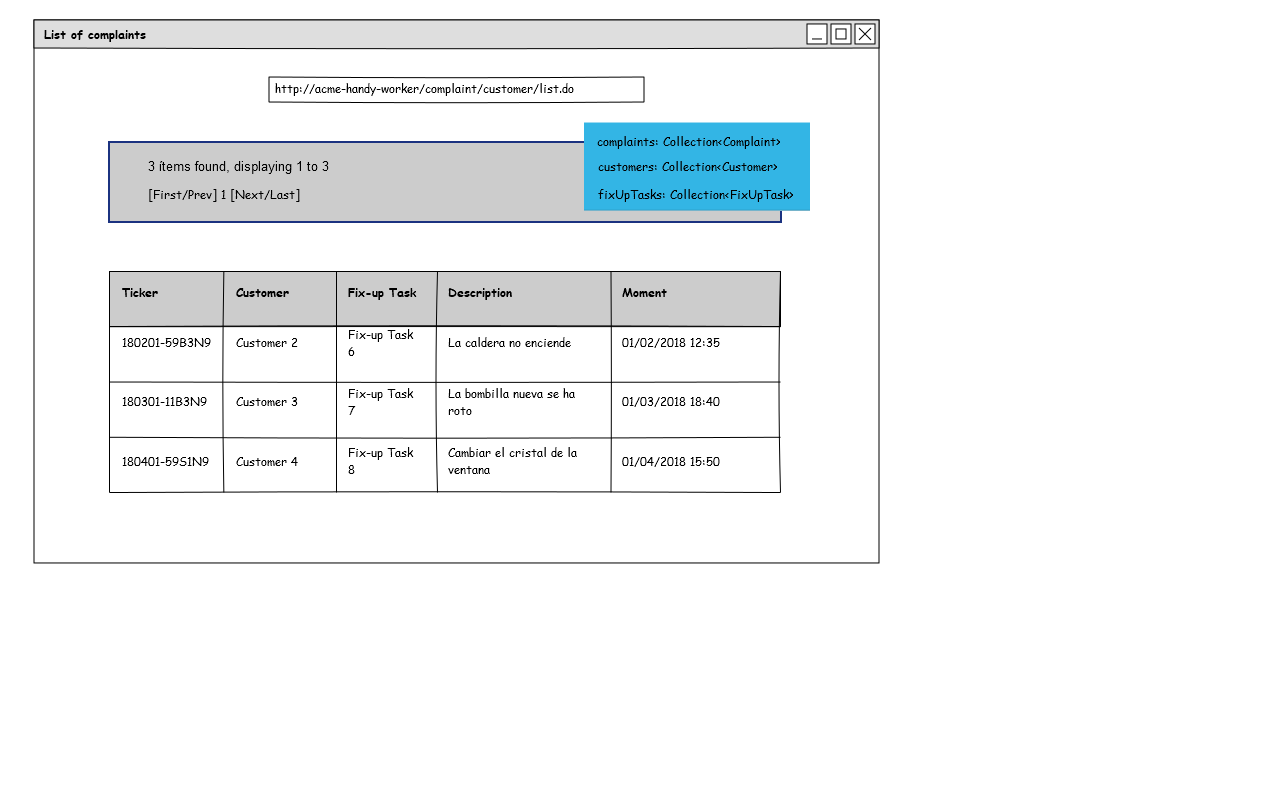 List of complaints
http://acme-handy-worker/complaint/customer/list.do
complaints: Collection<Complaint>
3 ítems found, displaying 1 to 3
customers: Collection<Customer>
[First/Prev] 1 [Next/Last]
fixUpTasks: Collection<FixUpTask>
Ticker Customer Fix-up Task Description Moment
180201-59B3N9 Customer 2 Fix-up Task 6 La caldera no enciende 01/02/2018 12:35
180301-11B3N9 Customer 3 Fix-up Task 7 La bombilla nueva se ha roto 01/03/2018 18:40
180401-59S1N9 Customer 4 Fix-up Task 8 Cambiar el cristal de la ventana 01/04/2018 15:50